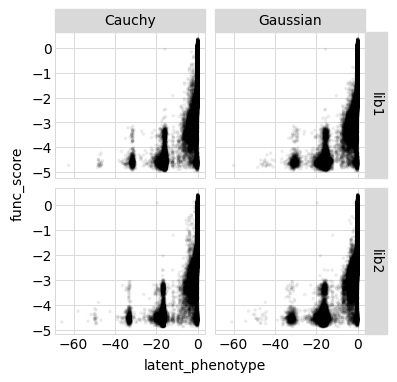 Cauchy Gaussian
0
−1
−2
−3
−4
−5
lib1
func_score
0
−1
−2
−3
−4
−5
lib2
−60 −40 −20 0 −60 −40 −20 0
latent_phenotype